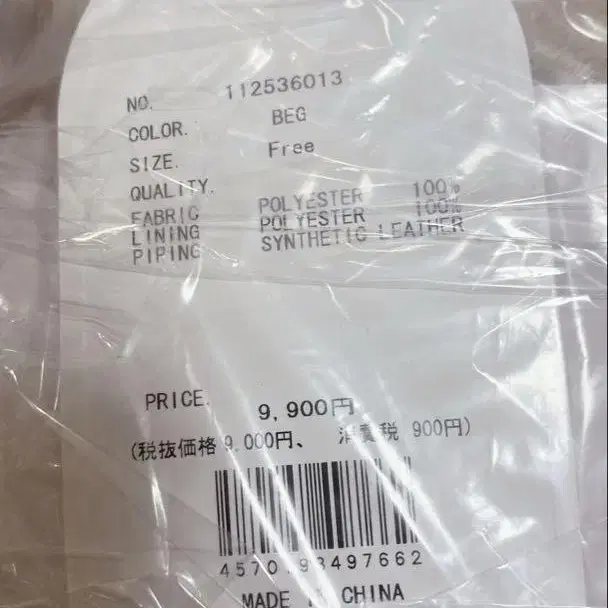 NO. 112536013
COLOR. BEG
SIZE. Free
QUALITY.
FABRIC POLYESTER 100%
LINING POLYESTER 100%
PIPING SYNTHETIC LEATHER
PRICE. 9,900円
(税抜価格 9,000円、 消費税 900円)
MADE IN CHINA